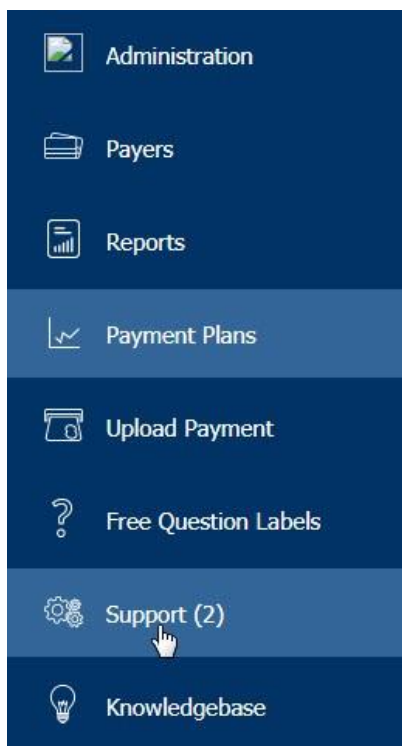 Administration
Payers
Reports
Payment Plans
Upload Payment
Free Question Labels
Support (2)
Knowledgebase